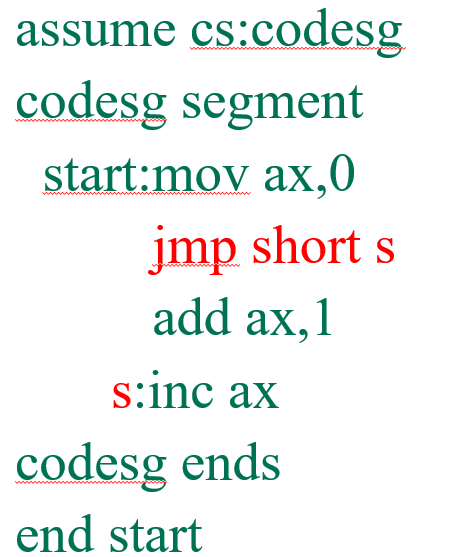 assume cs:codesg
codesg segment
start:mov ax,0
jmp short s
add ax,1
s:inc ax
codesg ends
end start